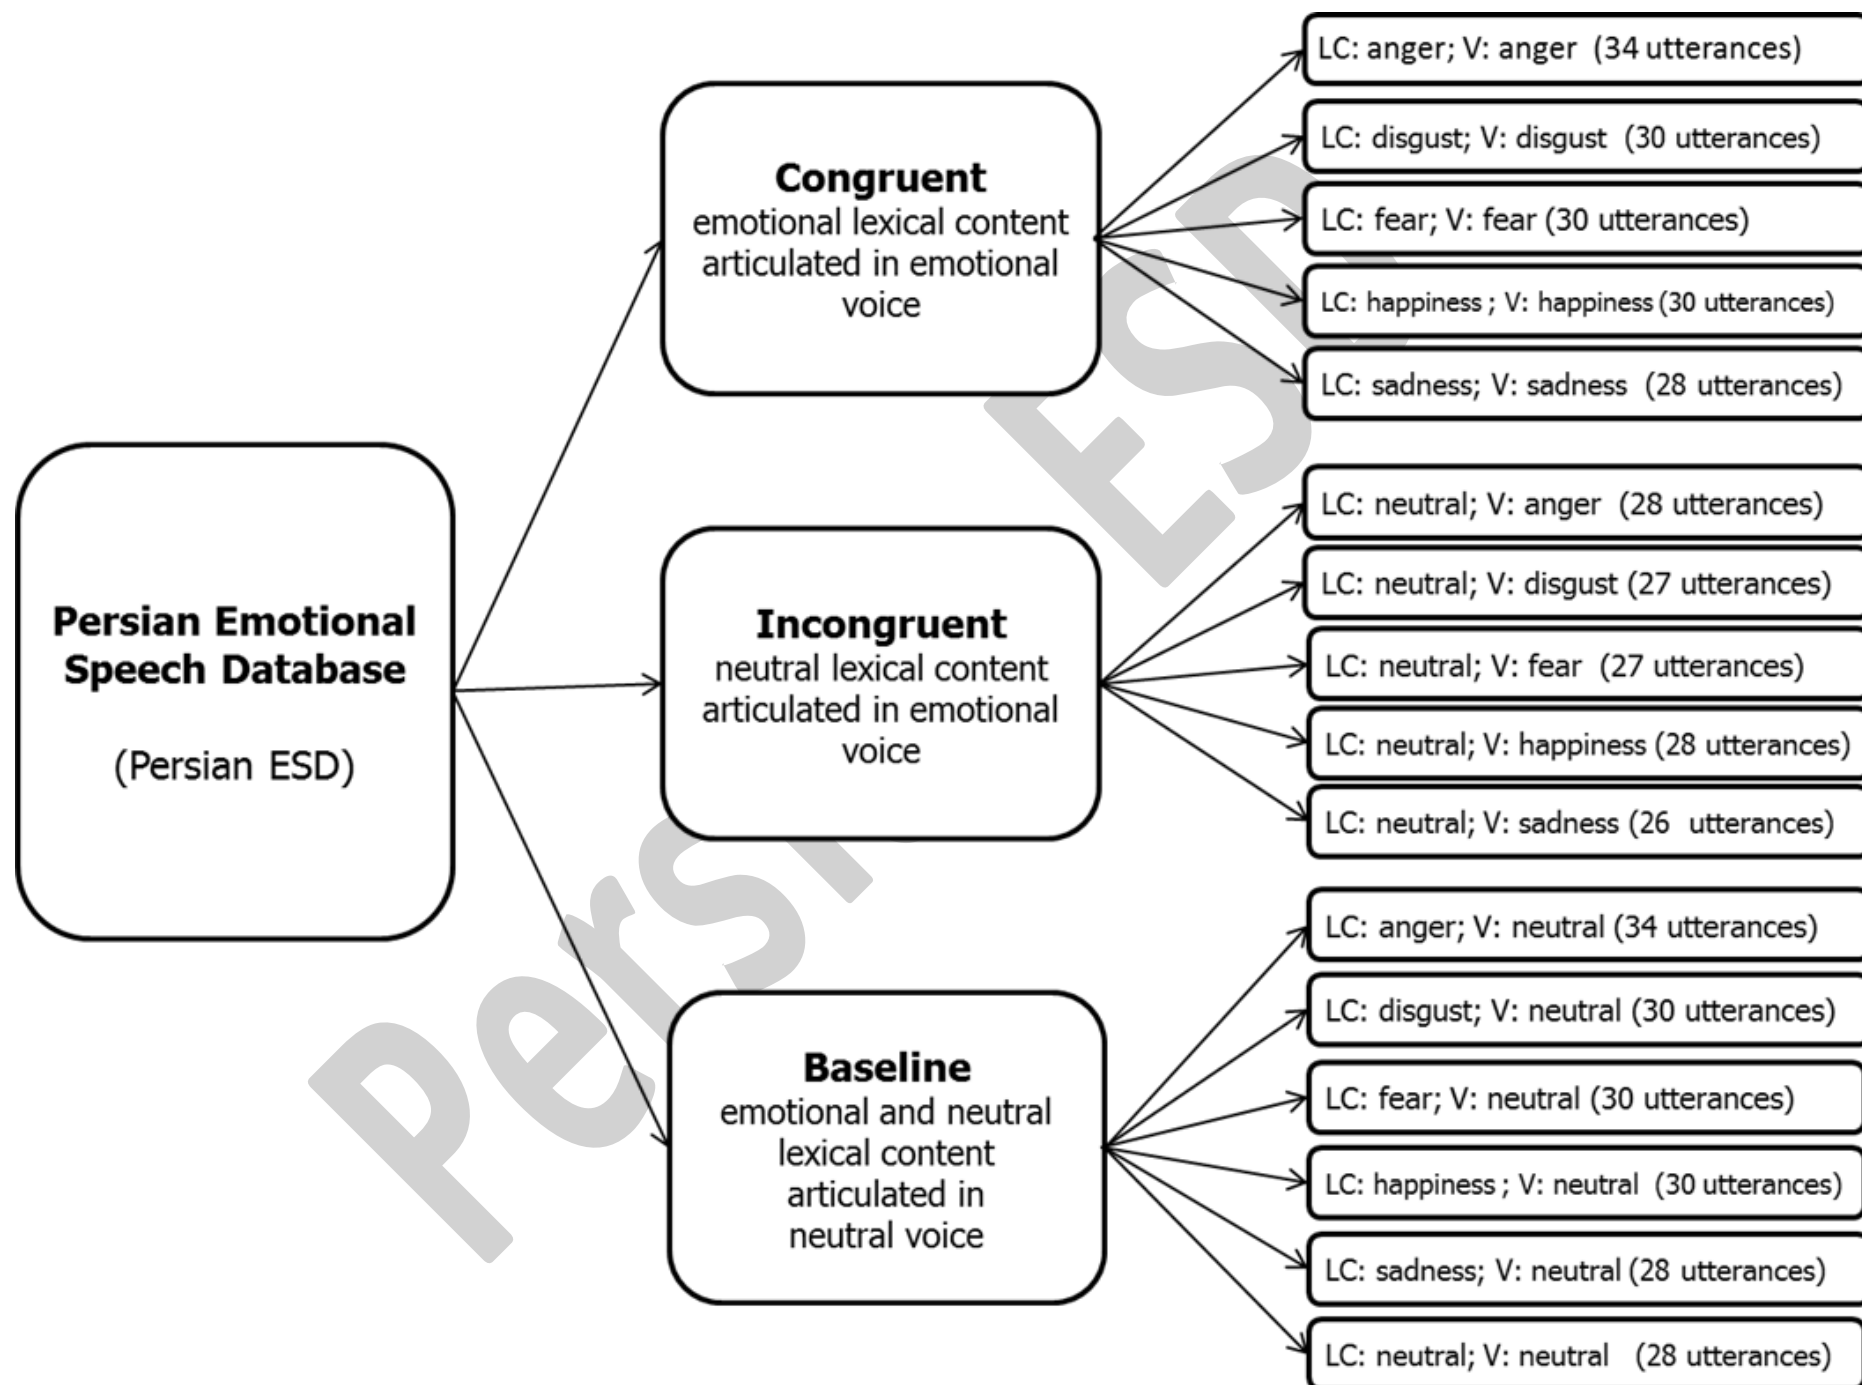 Persian Emotional
Speech Database
(Persian ESD)
Congruent
emotional lexical content
articulated in emotional
voice
LC: anger; V: anger (34 utterances)
LC: disgust; V: disgust (30 utterances)
LC: fear; V: fear (30 utterances)
LC: happiness ; V: happiness (30 utterances)
LC: sadness; V: sadness (28 utterances)
Incongruent
neutral lexical content
articulated in emotional
voice
LC: neutral; V: anger (28 utterances)
LC: neutral; V: disgust (27 utterances)
LC: neutral; V: fear (27 utterances)
LC: neutral; V: happiness (28 utterances)
LC: neutral; V: sadness (26 utterances)
Baseline
emotional and neutral
lexical content
articulated in
neutral voice
LC: anger; V: neutral (34 utterances)
LC: disgust; V: neutral (30 utterances)
LC: fear; V: neutral (30 utterances)
LC: happiness ; V: neutral (30 utterances)
LC: sadness; V: neutral (28 utterances)
LC: neutral; V: neutral (28 utterances)
Persian ESD